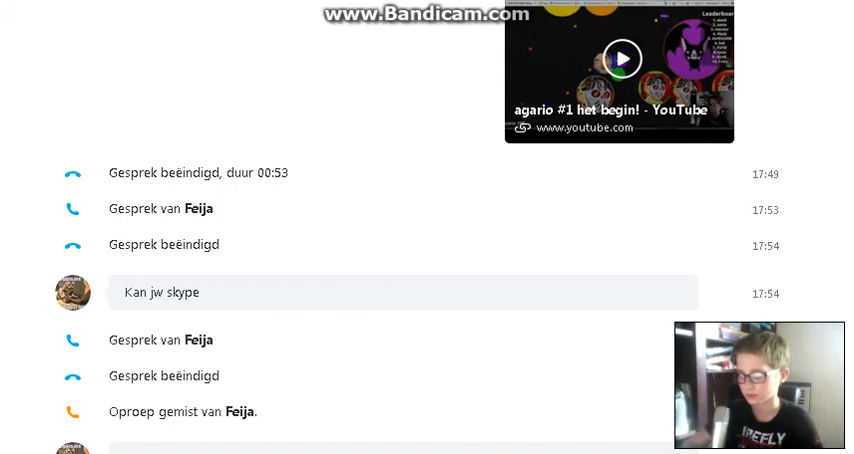 www.Bandicam.com
Leaderboar
agario #1 het begin! - YouTube
www.youtube.com
Gesprek beëindigd, duur 00:53 17:49
Gesprek van Feija 17:53
Gesprek beëindigd 17:54
Kan jw skype 17:54
Gesprek van Feija
Gesprek beëindigd
Oproep gemist van Feija.